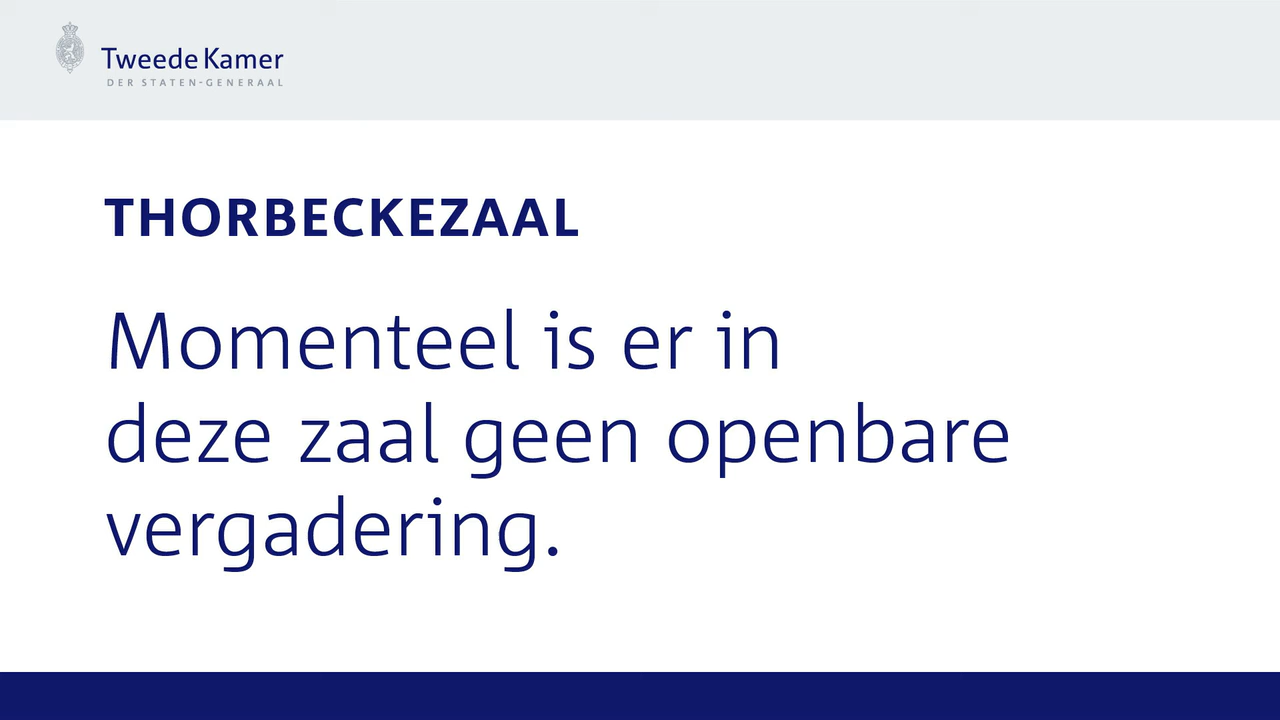 Tweede Kamer
DER STATEN-GENERAAL
THORBECKEZAAL
Momenteel is er in
deze zaal geen openbare
vergadering.